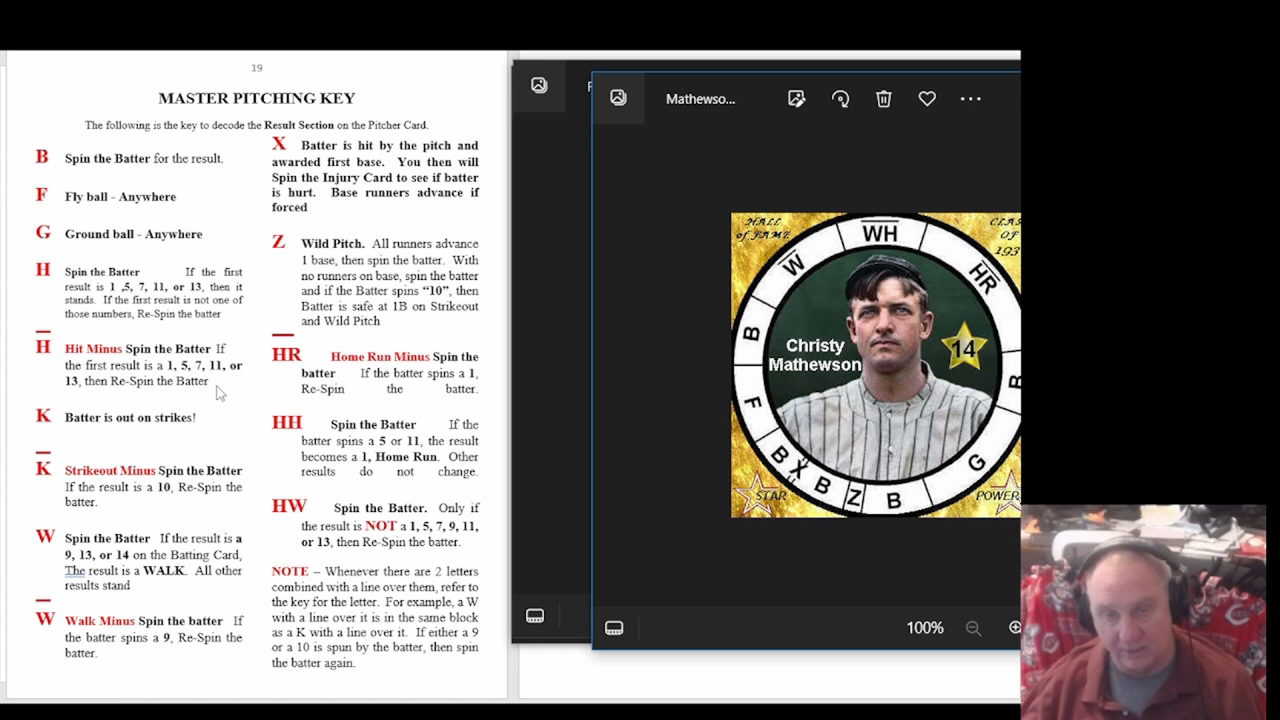 19
MASTER PITCHING KEY
The following is the key to decode the Result Section on the Pitcher Card.
B Spin the Batter for the result.
F Fly ball - Anywhere
G Ground ball - Anywhere
H Spin the Batter If the first
result is 1 ,5, 7, 11, or 13, then it
stands. If the first result is not one of
those numbers, Re-Spin the batter
H Hit Minus Spin the Batter If
the first result is a 1, 5, 7, 11, or
13, then Re-Spin the Batter
K Batter is out on strikes!
K Strikeout Minus Spin the Batter
If the result is a 10, Re-Spin the
batter.
W Spin the Batter If the result is a
9, 13, or 14 on the Batting Card,
The result is a WALK. All other
results stand
W Walk Minus Spin the batter If
the batter spins a 9, Re-Spin the
batter.
X Batter is hit by the pitch and
awarded first base. You then will
Spin the Injury Card to see if batter
is hurt. Base runners advance if
forced
Z Wild Pitch. All runners advance
1 base, then spin the batter. With
no runners on base, spin the batter
and if the Batter spins “10”, then
Batter is safe at 1B on Strikeout
and Wild Pitch
HR Home Run Minus Spin the
batter If the batter spins a 1,
Re-Spin the batter.
HH Spin the Batter If the
batter spins a 5 or 11, the result
becomes a 1, Home Run. Other
results do not change.
HW Spin the Batter. Only if
the result is NOT a 1, 5, 7, 9, 11,
or 13, then Re-Spin the batter.
NOTE – Whenever there are 2 letters
combined with a line over them, refer to
the key for the letter. For example, a W
with a line over it is in the same block
as a K with a line over it. If either a 9
or a 10 is spun by the batter, then spin
the batter again.
Mathewso...
HALL
of FAME
CLA
OF
193
WH
HR
W
B
F
B
X
B
Z
B
G
B
Christy
Mathewson
14
STAR
POWER
100%